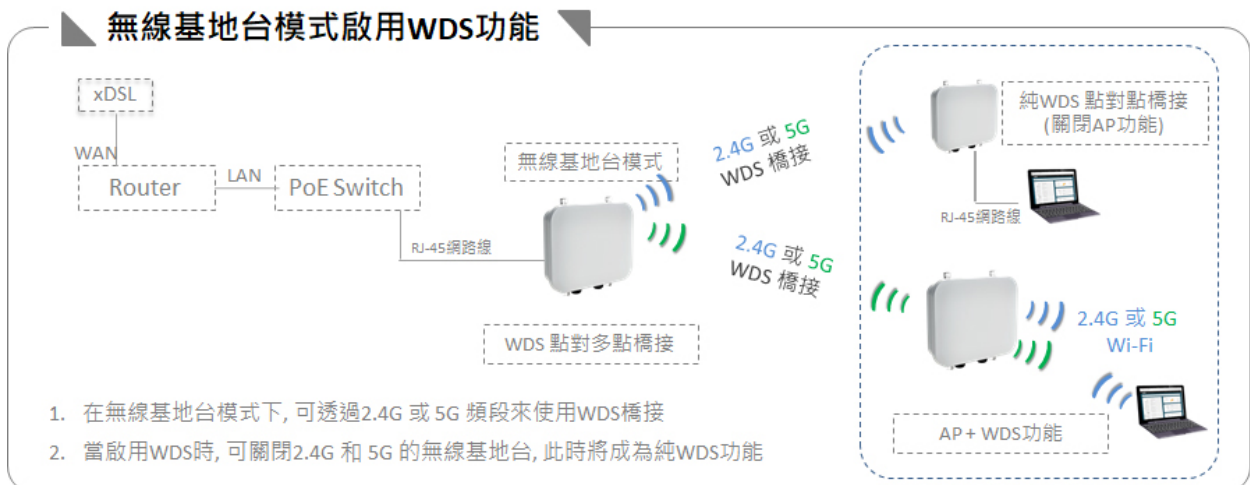 無線基地台模式啟用WDS功能
xDSL
WAN
Router
LAN
PoE Switch
RJ-45網路線
無線基地台模式
WDS 點對多點橋接
2.4G 或 5G
WDS 橋接
2.4G 或 5G
WDS 橋接
純WDS 點對點橋接
(關閉AP功能)
RJ-45網路線
2.4G 或 5G
Wi-Fi
AP + WDS功能
1. 在無線基地台模式下, 可透過2.4G 或 5G 頻段來使用WDS橋接
2. 當啟用WDS時, 可關閉2.4G 和 5G 的無線基地台, 此時將成為純WDS功能